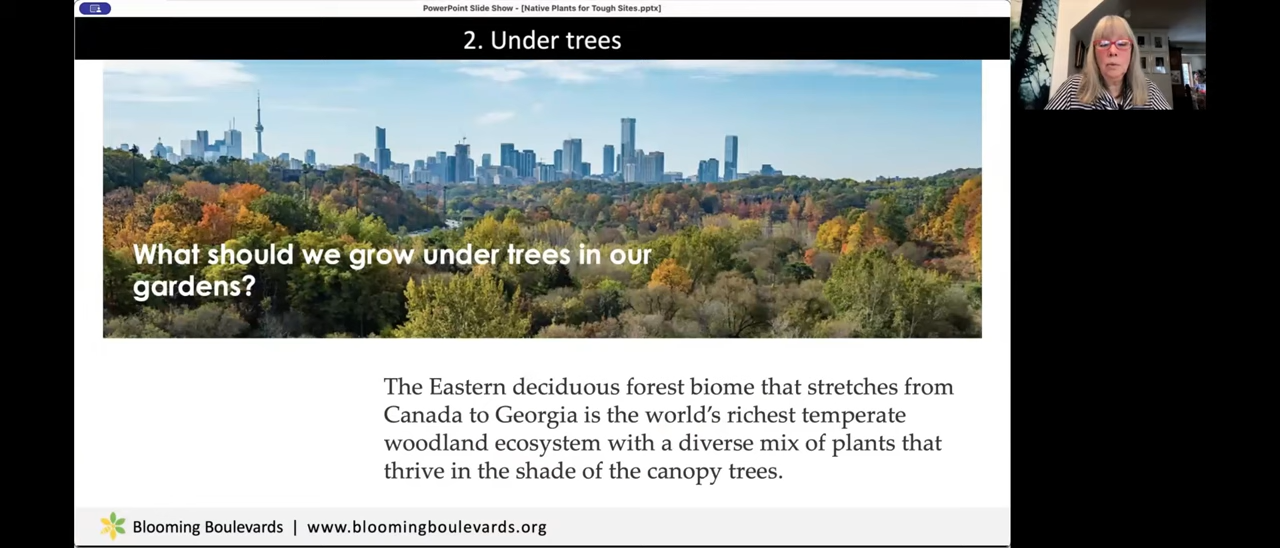 PowerPoint Slide Show - [Native Plants for Tough Sites.pptx]
2. Under trees
What should we grow under trees in our
gardens?
The Eastern deciduous forest biome that stretches from
Canada to Georgia is the world's richest temperate
woodland ecosystem with a diverse mix of plants that
thrive in the shade of the canopy trees.
Blooming Boulevards | www.bloomingboulevards.org